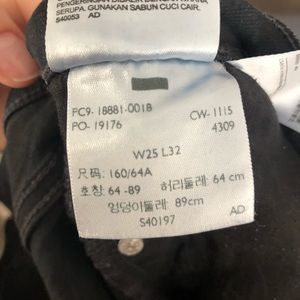 PENGERINGAN DIBALIK DENGAN WARNA
SERUPA. GUNAKAN SABUN CUCI CAIR.
S40053 AD
PC9-18881-0018 CW-1115
PO-19176 4309
W25 L32
尺码: 160/64A
호칭: 64-89 허리둘레: 64 cm
엉덩이둘레: 89cm
S40197 AD